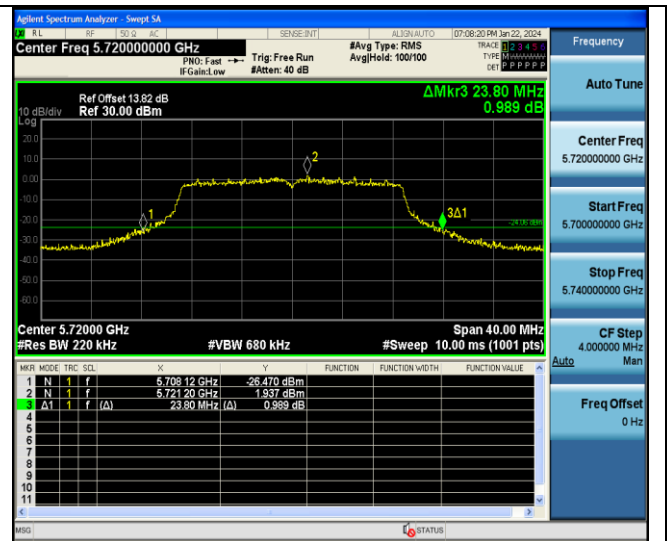 Agilent Spectrum Analyzer - Swept SA
RL RF 50 Ω AC SENSE:INT ALIGN AUTO 07:08:20 PM Jan 22, 2024
Center Freq 5.720000000 GHz #Avg Type: RMS TRACE 1 2 3 4 5 6
PNO: Fast Trig: Free Run Avg|Hold: 100/100 TYPE M
IFGain:Low #Atten: 40 dB DET P P P P P P
Ref Offset 13.82 dB ΔMkr3 23.80 MHz
10 dB/div Ref 30.00 dBm 0.989 dB
Log
20.0
10.0
0.00
-10.0
-20.0
-30.0
-40.0
-50.0
-60.0
2
1
3Δ1
-24.06 dBm
Center 5.72000 GHz Span 40.00 MHz
#Res BW 220 kHz #VBW 680 kHz #Sweep 10.00 ms (1001 pts)
MKR MODE TRC SCL X Y FUNCTION FUNCTION WIDTH FUNCTION VALUE
1 N 1 f 5.708 12 GHz -26.470 dBm
2 N 1 f 5.721 20 GHz 1.937 dBm
3 Δ1 1 f (Δ) 23.80 MHz (Δ) 0.989 dB
4
5
6
7
8
9
10
11
MSG STATUS
Frequency
Auto Tune
Center Freq
5.720000000 GHz
Start Freq
5.700000000 GHz
Stop Freq
5.740000000 GHz
CF Step
4.000000 MHz
Auto Man
Freq Offset
0 Hz